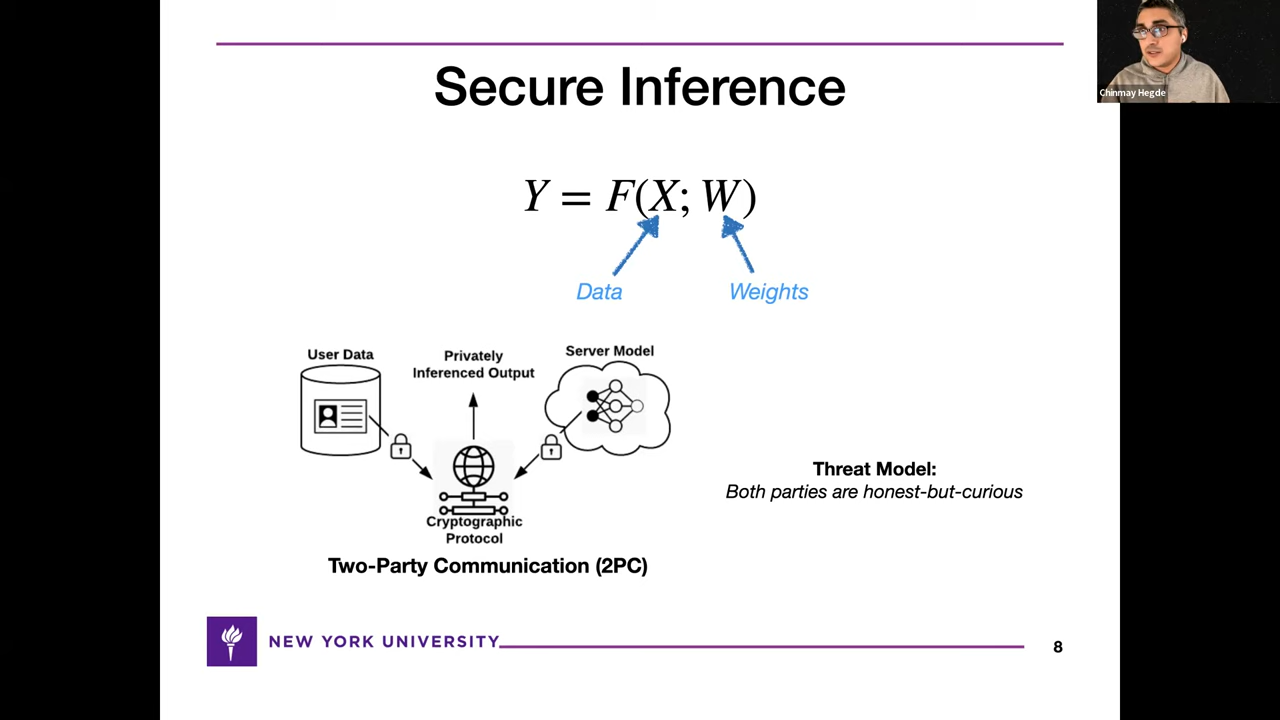 Chinmay Hegde
Secure Inference
Y = F(X; W)
Data
Weights
User Data
Privately
Inferenced Output
Server Model
Cryptographic
Protocol
Two-Party Communication (2PC)
Threat Model:
Both parties are honest-but-curious
NEW YORK UNIVERSITY
8